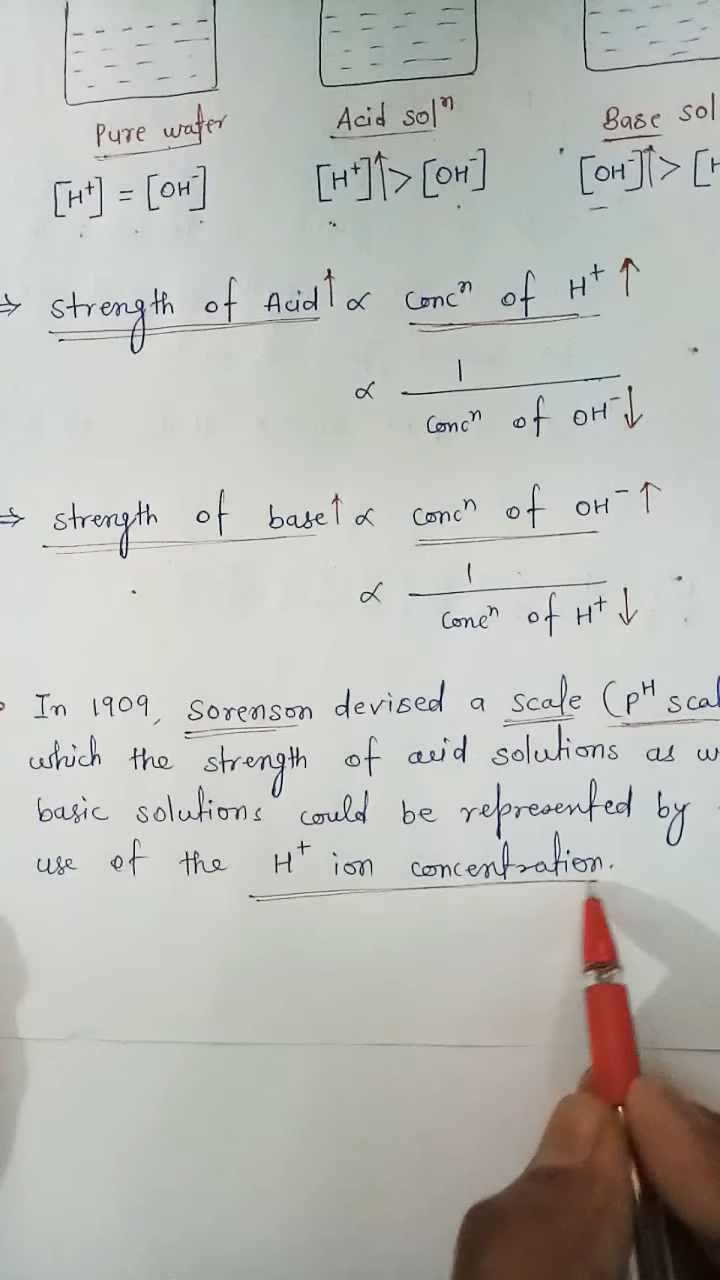 Pure water Acid solⁿ Base sol
[H⁺] = [OH⁻] [H⁺]↑ > [OH⁻] [OH⁻]↑ > [H
⇒ strength of Acid↑ ∝ concⁿ of H⁺ ↑
∝ 1
concⁿ of OH⁻↓
⇒ strength of base↑ ∝ concⁿ of OH⁻ ↑
∝ 1
concⁿ of H⁺ ↓
In 1909, Sorenson devised a scale (pᴴ scal
which the strength of acid solutions as w
basic solutions could be represented by
use of the H⁺ ion concentration.